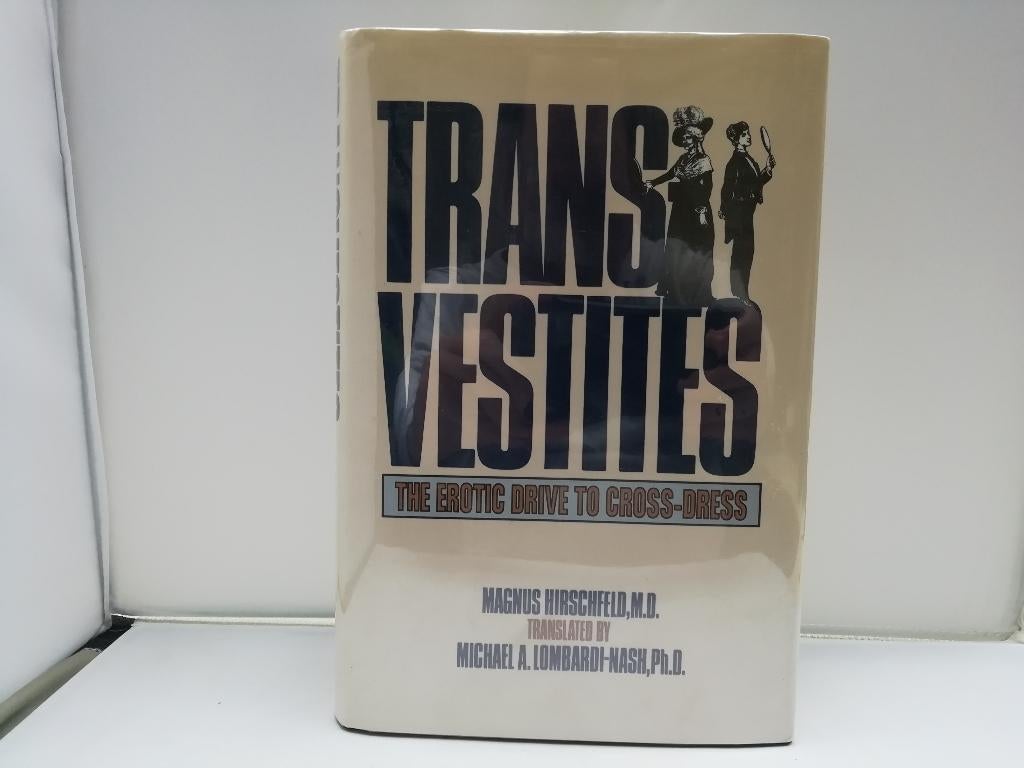 TRANS
VESTITES
THE EROTIC DRIVE TO CROSS-DRESS
MAGNUS HIRSCHFELD, M.D.
TRANSLATED BY
MICHAEL A. LOMBARDI-NASH, Ph.D.